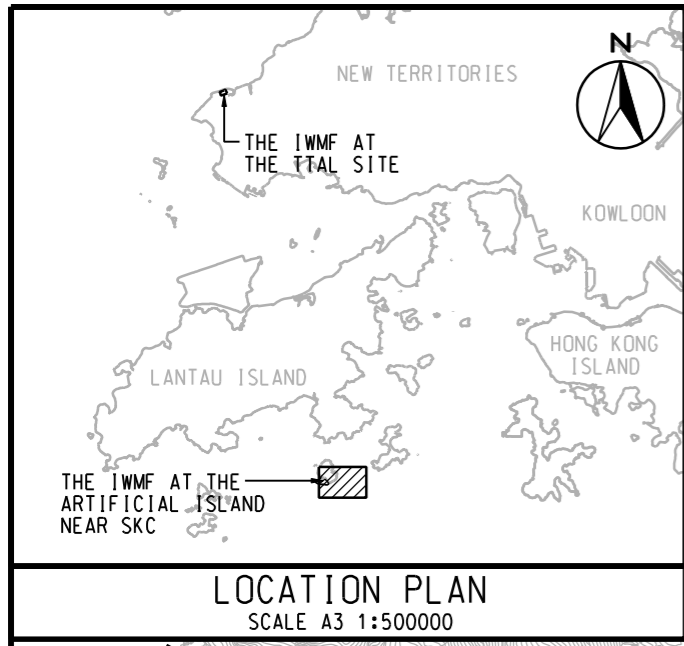 N
NEW TERRITORIES
THE IWMF AT
THE TTAL SITE
KOWLOON
HONG KONG
ISLAND
LANTAU ISLAND
THE IWMF AT THE
ARTIFICIAL ISLAND
NEAR SKC
LOCATION PLAN
SCALE A3 1:500000